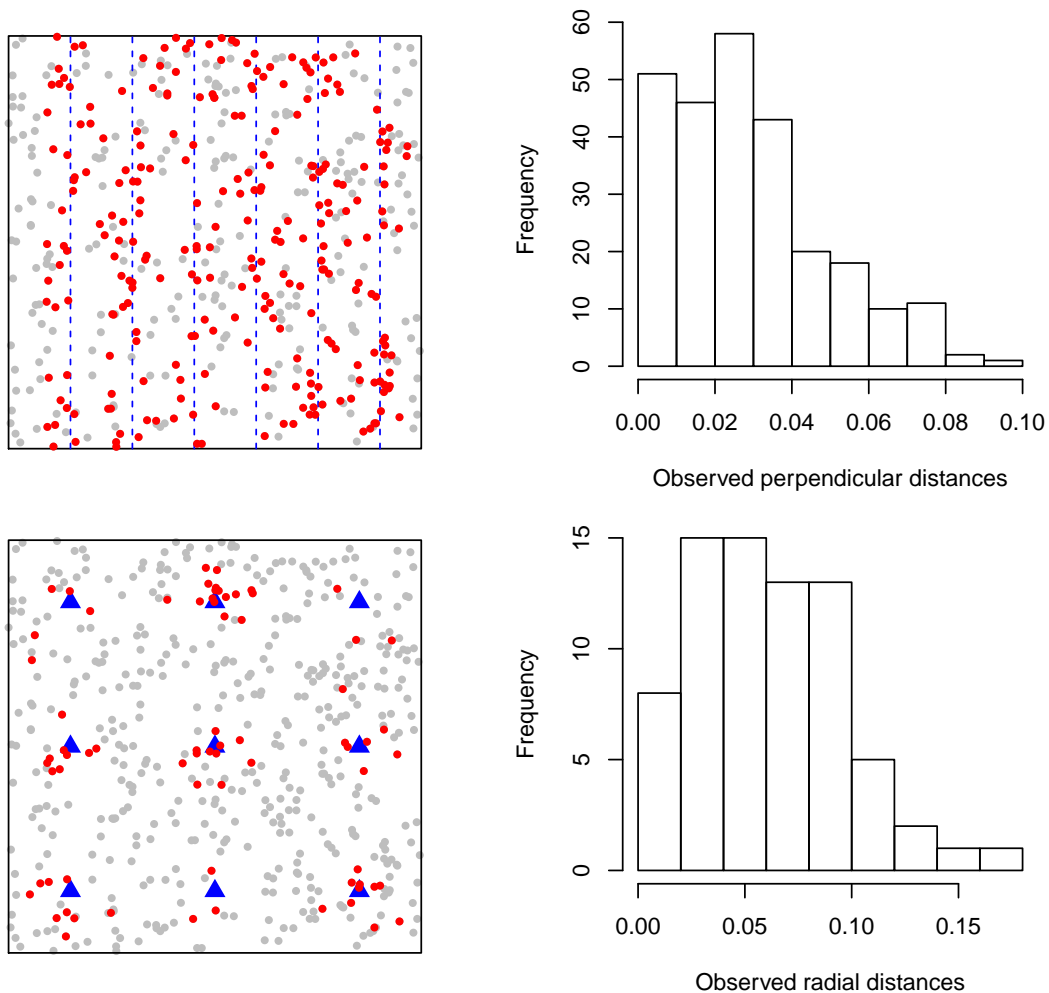 60
50
40
30
20
10
0
Frequency
0.00 0.02 0.04 0.06 0.08 0.10
Observed perpendicular distances
15
10
5
0
Frequency
0.00 0.05 0.10 0.15
Observed radial distances